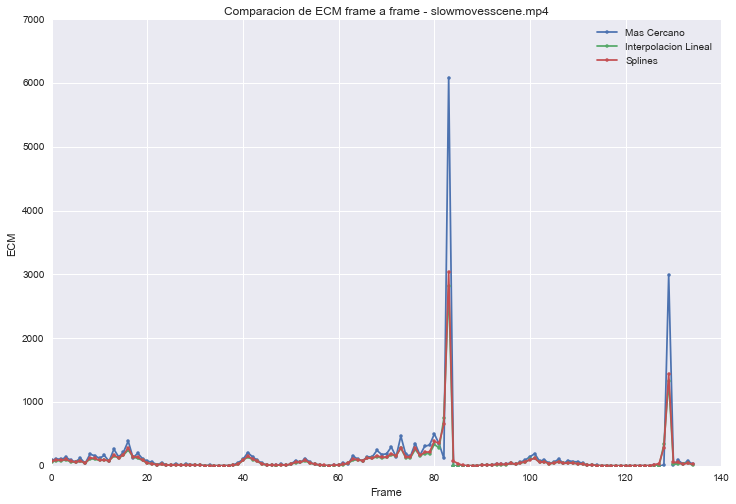 Comparacion de ECM frame a frame - slowmovesscene.mp4
7000
6000
5000
4000
3000
2000
1000
0
ECM
Mas Cercano
Interpolacion Lineal
Splines
0 20 40 60 80 100 120 140
Frame